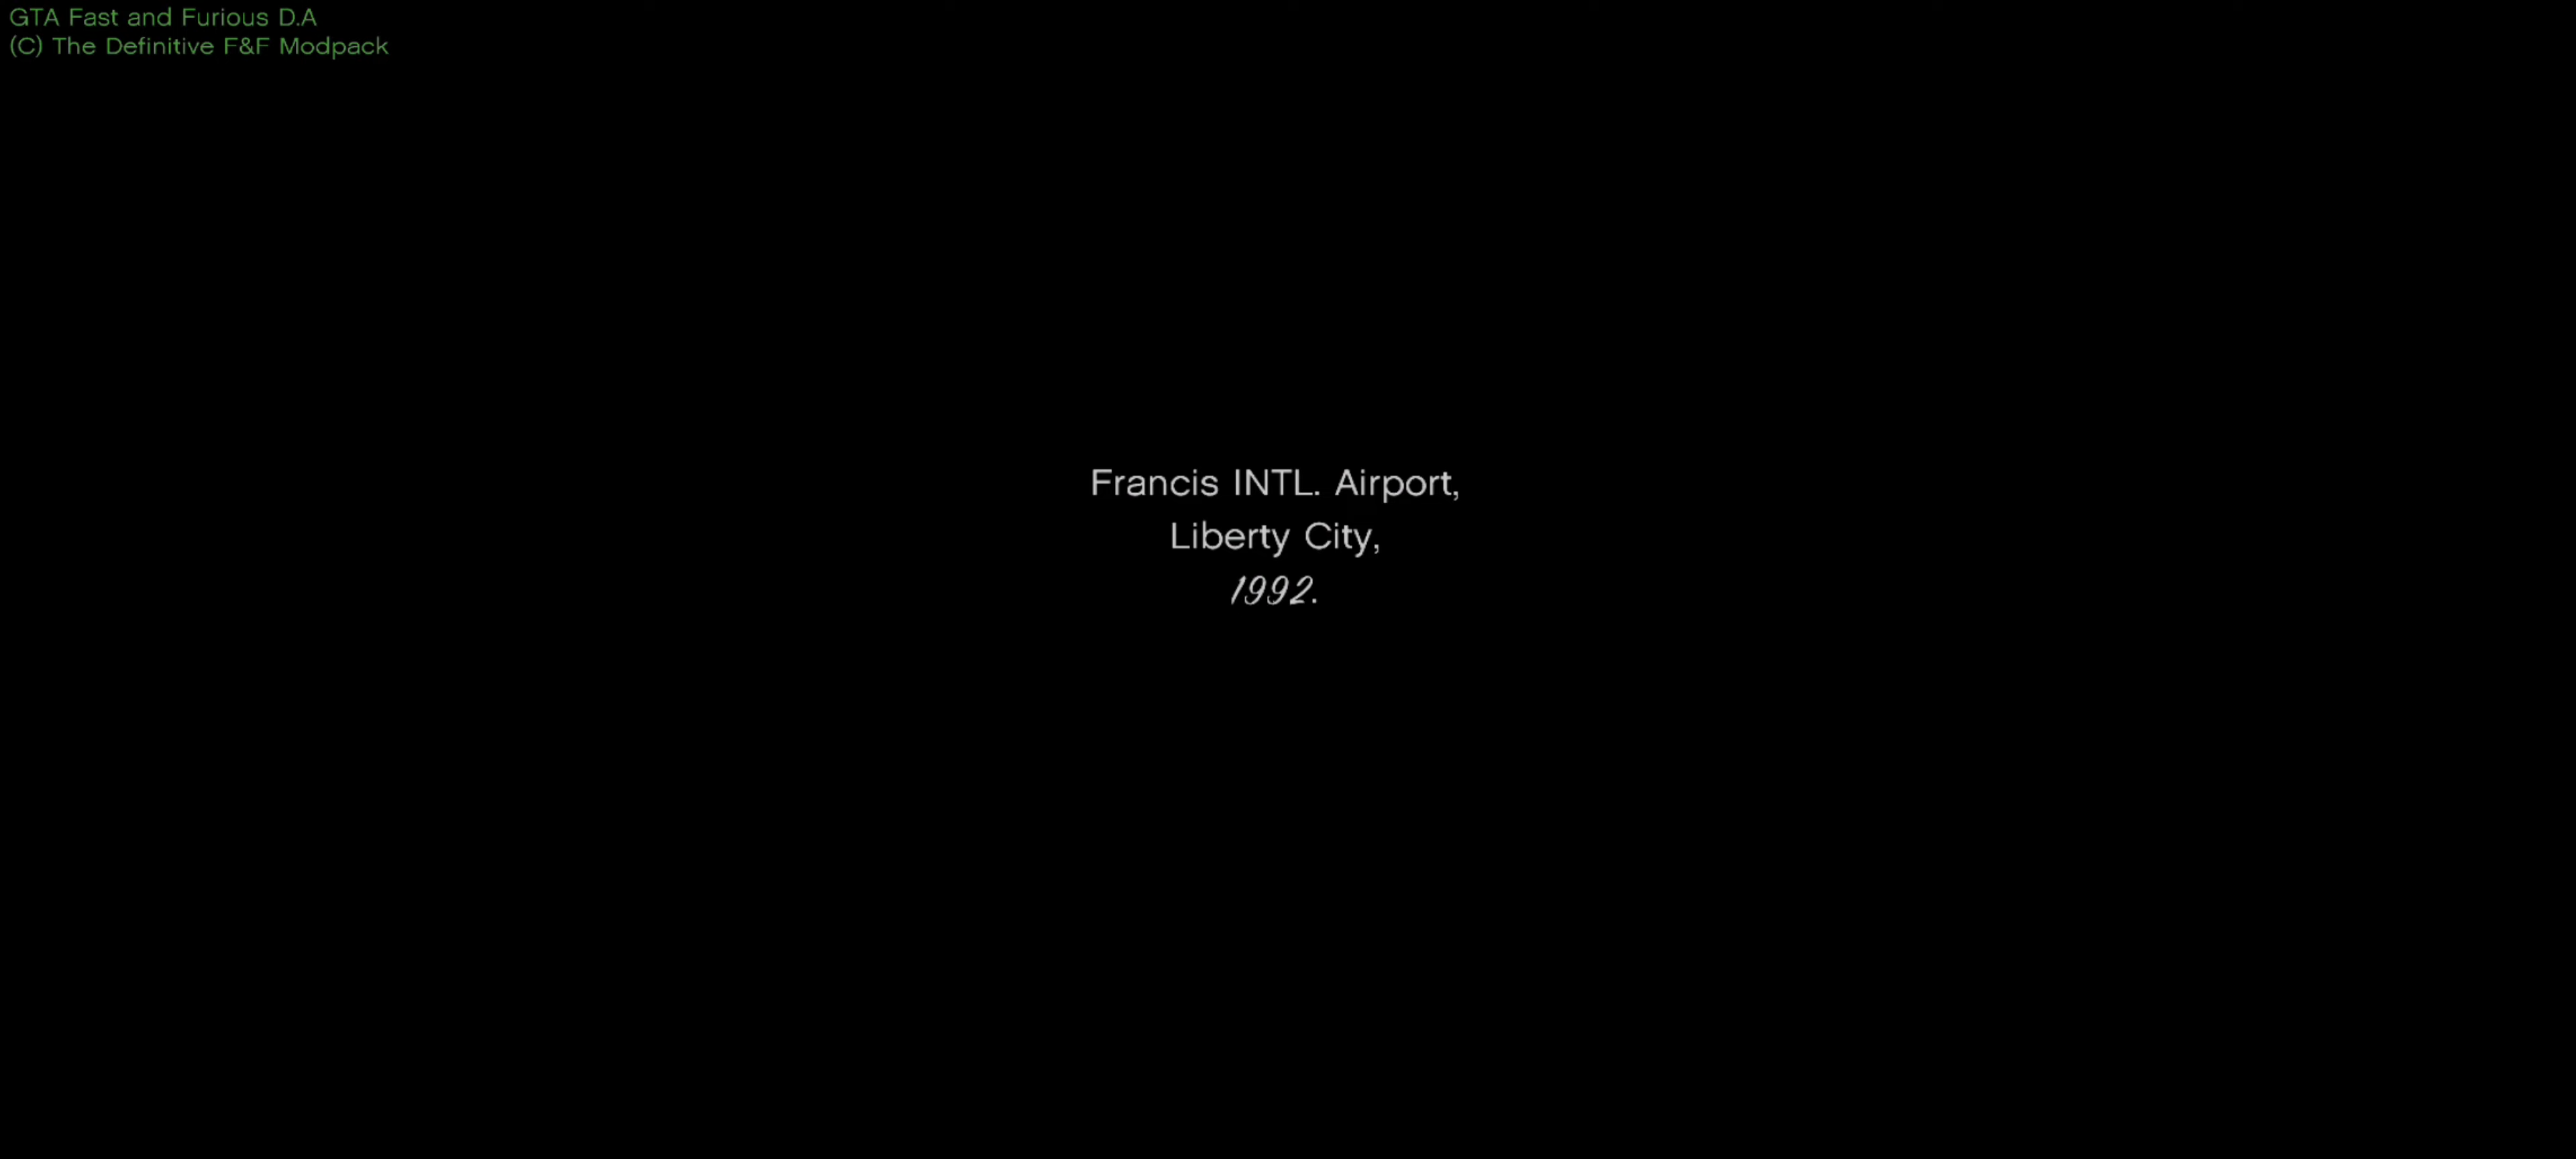 GTA Fast and Furious D.A
(C) The Definitive F&F Modpack
Francis INTL. Airport,
Liberty City,
1992.